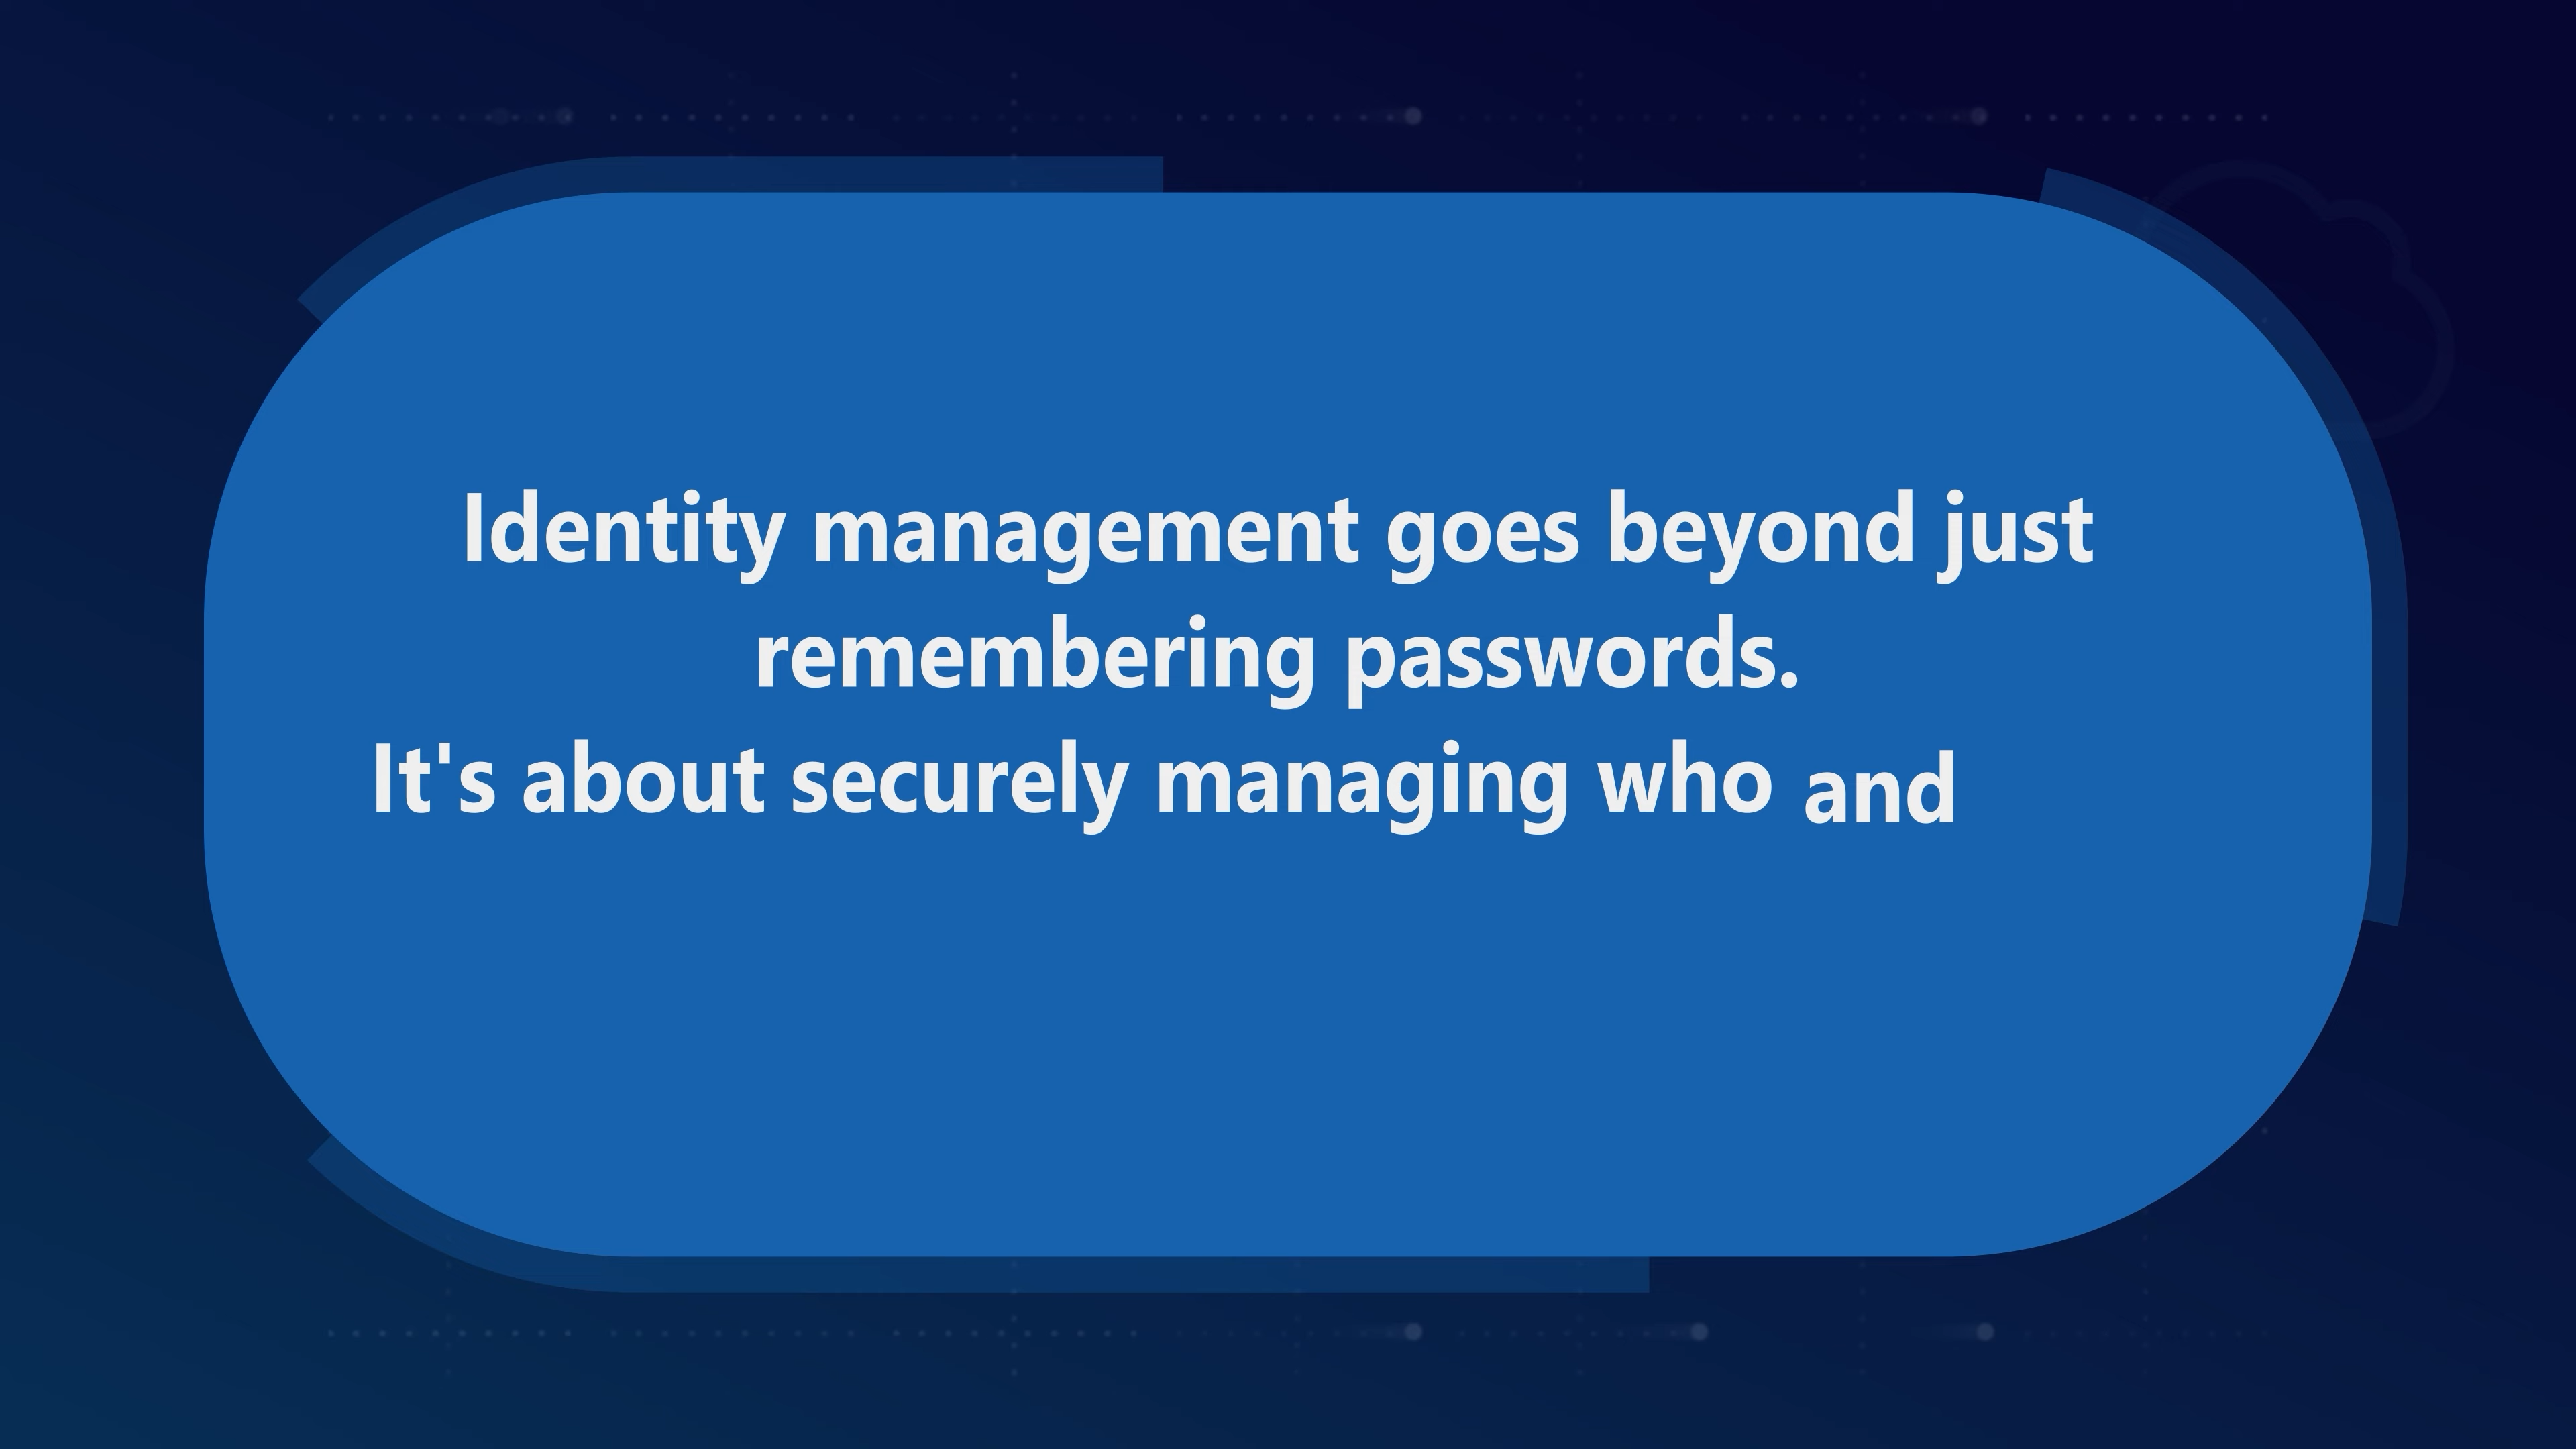 Identity management goes beyond just
remembering passwords.
It's about securely managing who and